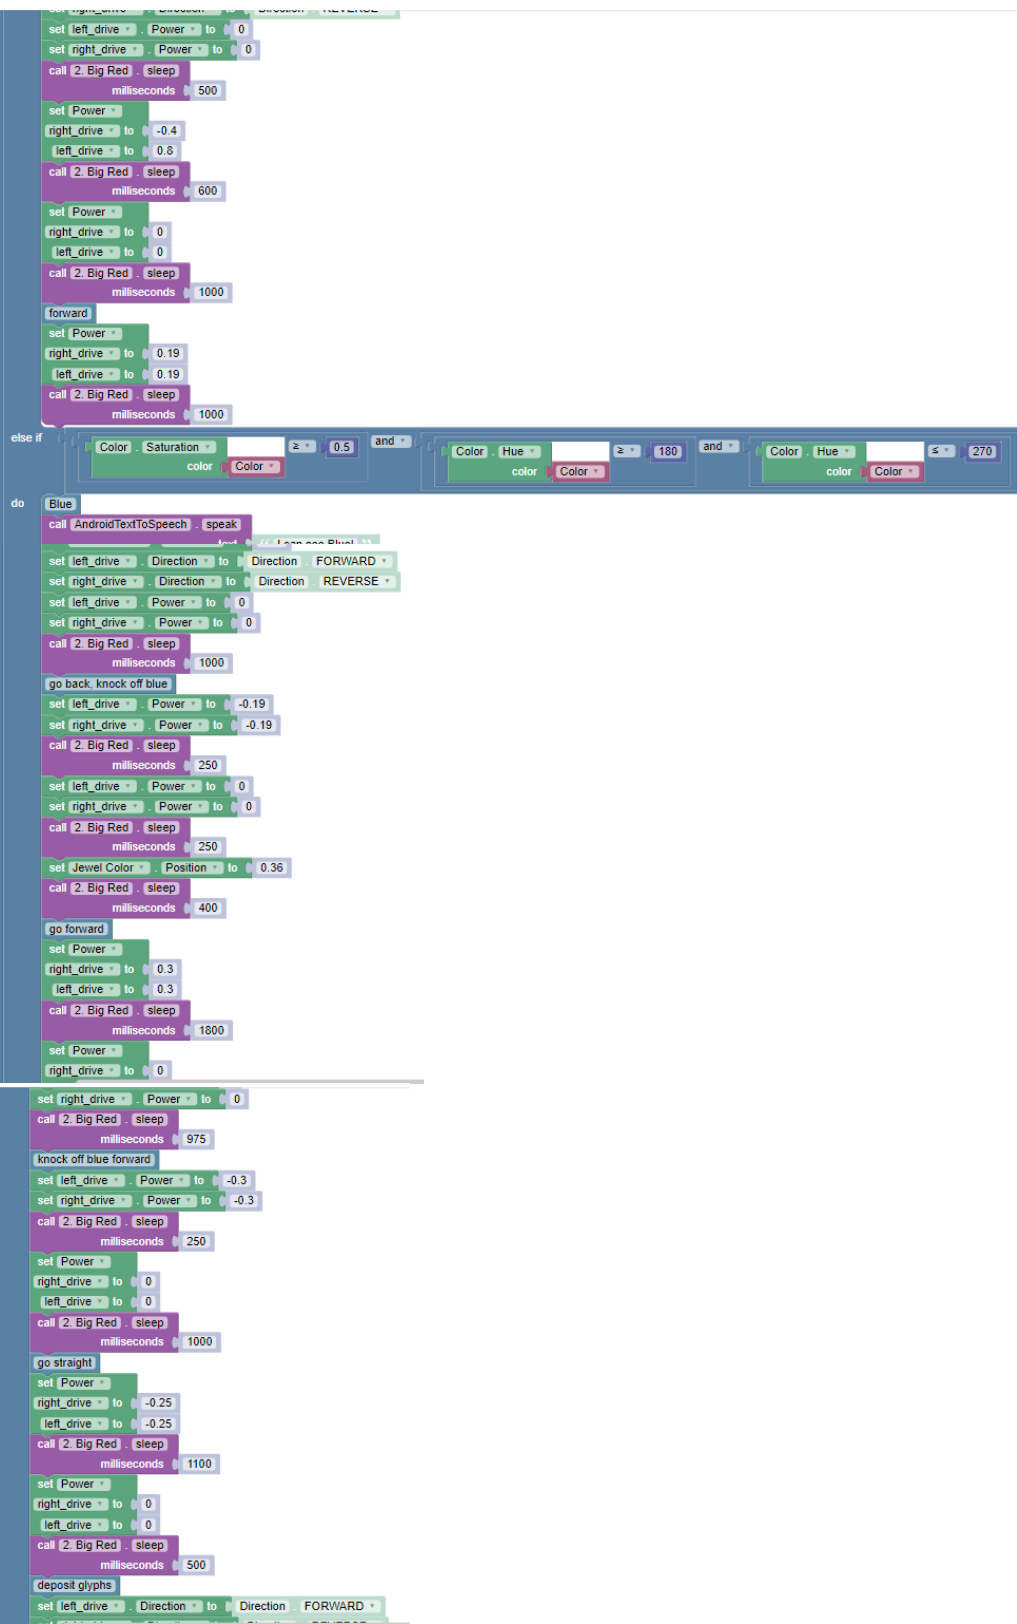 set right_drive . Direction to Direction . REVERSE
set left_drive . Power to 0
set right_drive . Power to 0
call 2. Big Red . sleep
milliseconds 500
set Power
right_drive to -0.4
left_drive to 0.8
call 2. Big Red . sleep
milliseconds 600
set Power
right_drive to 0
left_drive to 0
call 2. Big Red . sleep
milliseconds 1000
forward
set Power
right_drive to 0.19
left_drive to 0.19
call 2. Big Red . sleep
milliseconds 1000
else if Color . Saturation ≥ 0.5 and Color . Hue ≥ 180 and Color . Hue ≤ 270
color Color color Color color Color
do Blue
call AndroidTextToSpeech . speak
text “ I can see Blue! ”
set left_drive . Direction to Direction . FORWARD
set right_drive . Direction to Direction . REVERSE
set left_drive . Power to 0
set right_drive . Power to 0
call 2. Big Red . sleep
milliseconds 1000
go back, knock off blue
set left_drive . Power to -0.19
set right_drive . Power to -0.19
call 2. Big Red . sleep
milliseconds 250
set left_drive . Power to 0
set right_drive . Power to 0
call 2. Big Red . sleep
milliseconds 250
set Jewel Color . Position to 0.36
call 2. Big Red . sleep
milliseconds 400
go forward
set Power
right_drive to 0.3
left_drive to 0.3
call 2. Big Red . sleep
milliseconds 1800
set Power
right_drive to 0
set right_drive . Power to 0
call 2. Big Red . sleep
milliseconds 975
knock off blue forward
set left_drive . Power to -0.3
set right_drive . Power to -0.3
call 2. Big Red . sleep
milliseconds 250
set Power
right_drive to 0
left_drive to 0
call 2. Big Red . sleep
milliseconds 1000
go straight
set Power
right_drive to -0.25
left_drive to -0.25
call 2. Big Red . sleep
milliseconds 1100
set Power
right_drive to 0
left_drive to 0
call 2. Big Red . sleep
milliseconds 500
deposit glyphs
set left_drive . Direction to Direction . FORWARD